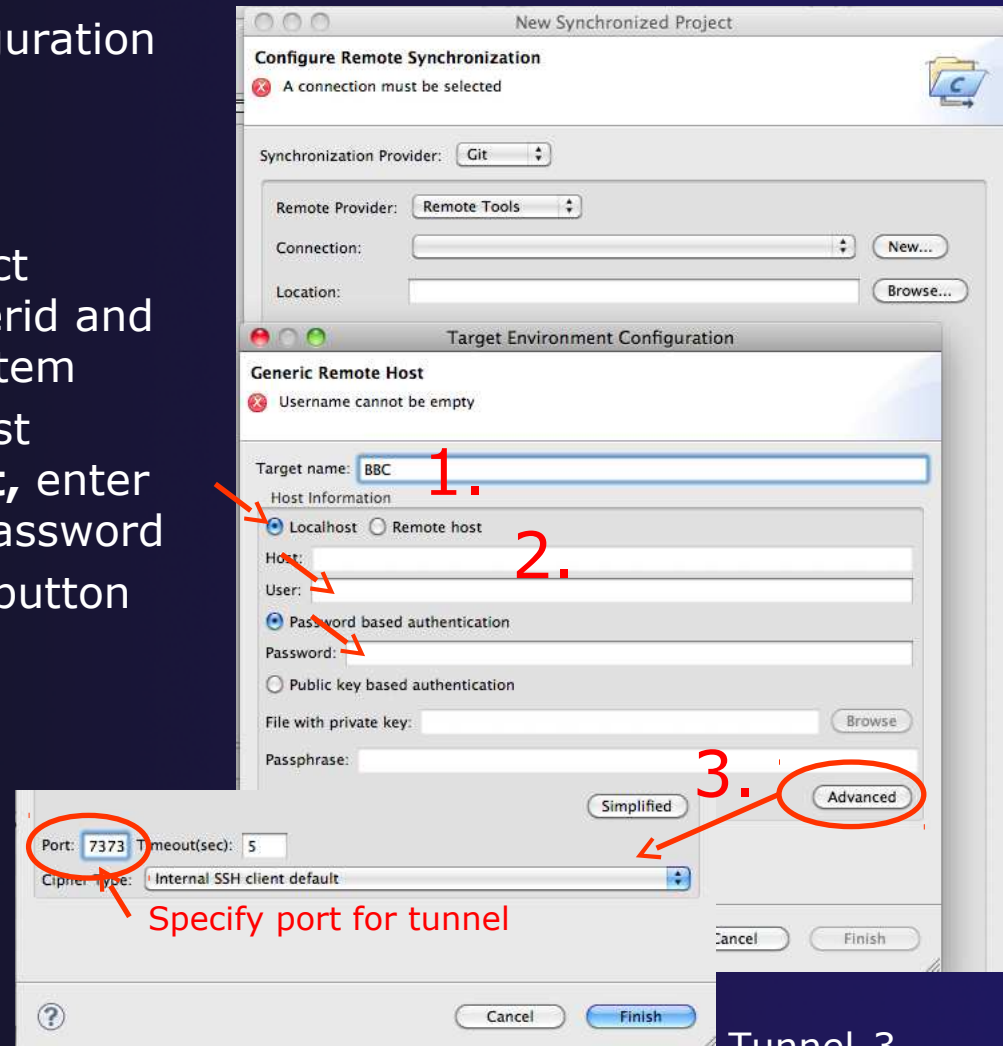 uration
ct
erid and
tem
st
t, enter
assword
button
New Synchronized Project
Configure Remote Synchronization
A connection must be selected
Synchronization Provider: Git
Remote Provider: Remote Tools
Connection: New...
Location: Browse...
Target Environment Configuration
Generic Remote Host
Username cannot be empty
Target name: BBC
1.
Host Information
Localhost Remote host
2.
Host:
User:
Password based authentication
Password:
Public key based authentication
File with private key: Browse
Passphrase:
3.
Advanced
Simplified
Port: 7373 Timeout(sec): 5
Cipher Type: Internal SSH client default
Specify port for tunnel
Cancel Finish
? Cancel Finish
Tunnel-3